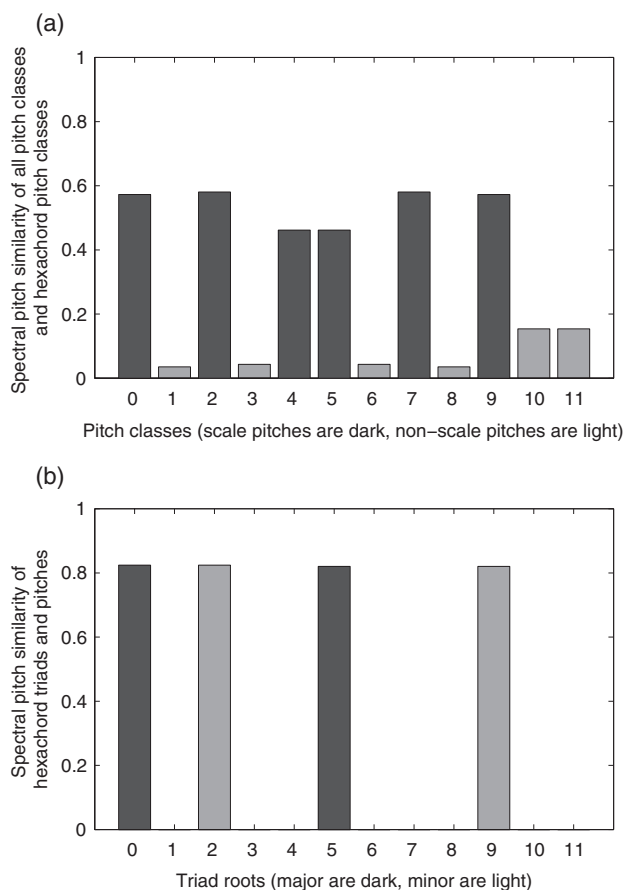 (a)
Spectral pitch similarity of all pitch classes
and hexachord pitch classes
1
0.8
0.6
0.4
0.2
0
0 1 2 3 4 5 6 7 8 9 10 11
Pitch classes (scale pitches are dark, non−scale pitches are light)
(b)
Spectral pitch similarity of
hexachord triads and pitches
1
0.8
0.6
0.4
0.2
0
0 1 2 3 4 5 6 7 8 9 10 11
Triad roots (major are dark, minor are light)